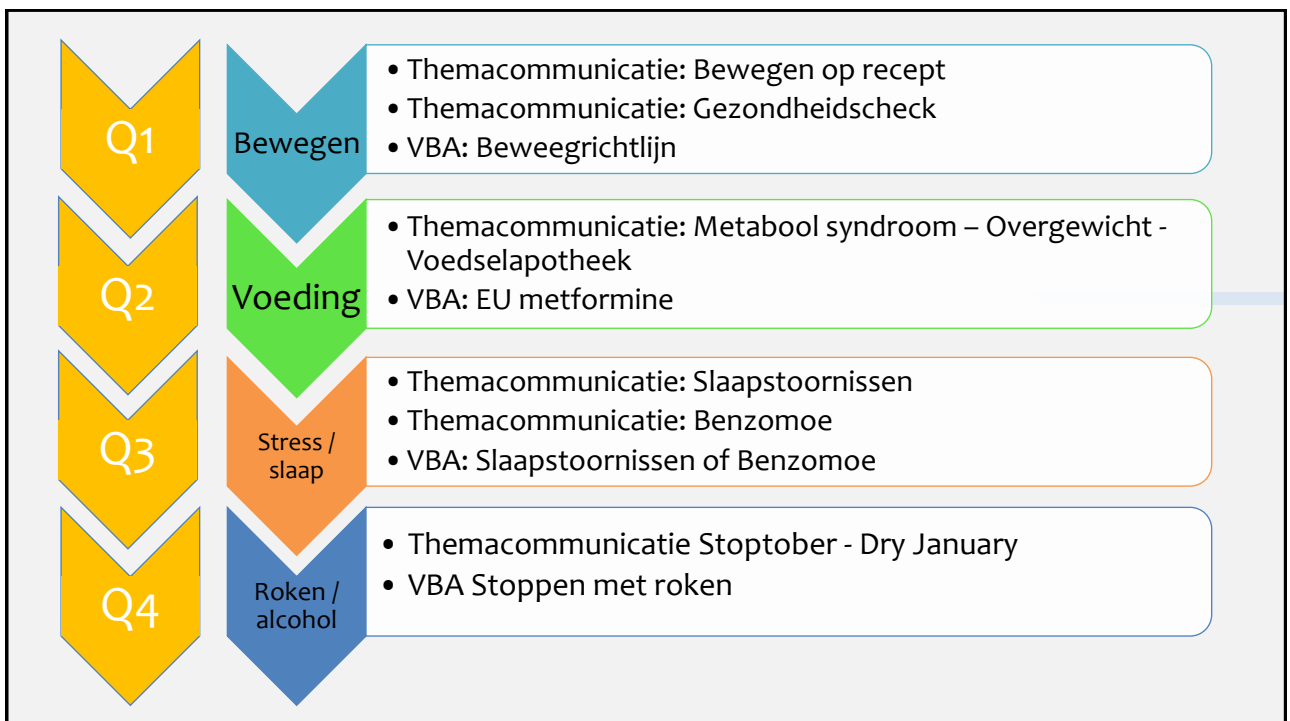 Q1
Bewegen
• Themacommunicatie: Bewegen op recept
• Themacommunicatie: Gezondheidscheck
• VBA: Beweegrichtlijn
Q2
Voeding
• Themacommunicatie: Metabool syndroom – Overgewicht -
Voedselapotheek
• VBA: EU metformine
Q3
Stress /
slaap
• Themacommunicatie: Slaapstoornissen
• Themacommunicatie: Benzomoe
• VBA: Slaapstoornissen of Benzomoe
Q4
Roken /
alcohol
• Themacommunicatie Stoptober - Dry January
• VBA Stoppen met roken